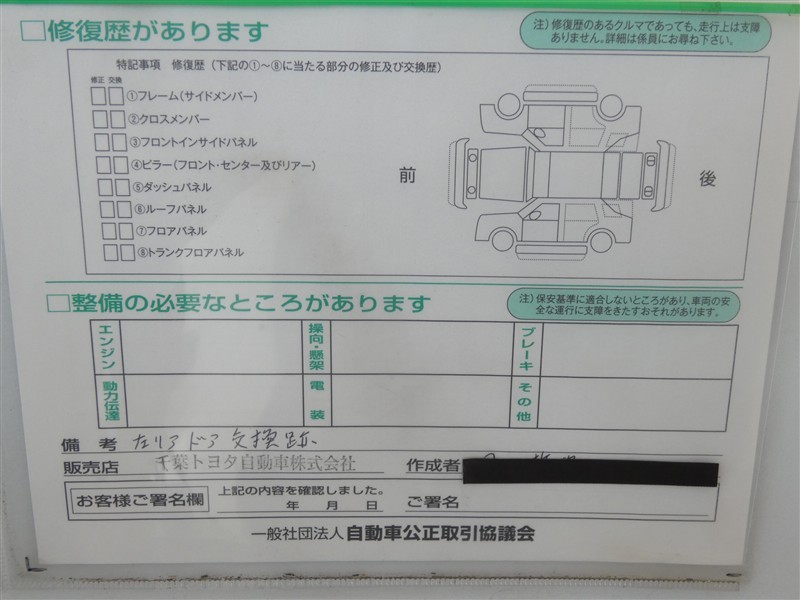 □修復歴があります
注）修復歴のあるクルマであっても、走行上は支障
ありません。詳細は係員にお尋ね下さい。
特記事項 修復歴（下記の①～⑧に当たる部分の修正及び交換歴）
修正 交換
①フレーム（サイドメンバー）
②クロスメンバー
③フロントインサイドパネル
④ピラー（フロント・センター及びリアー）
⑤ダッシュパネル
⑥ルーフパネル
⑦フロアパネル
⑧トランクフロアパネル
前
後
□整備の必要なところがあります
注）保安基準に適合しないところがあり、車両の安
全な運行に支障をきたすおそれがあります。
エンジン
操向・懸架
ブレーキ
動力伝達
電装
その他
備考 左リアドア交換跡
販売店 千葉トヨタ自動車株式会社 作成者
お客様ご署名欄
上記の内容を確認しました。
年 月 日
ご署名
一般社団法人 自動車公正取引協議会